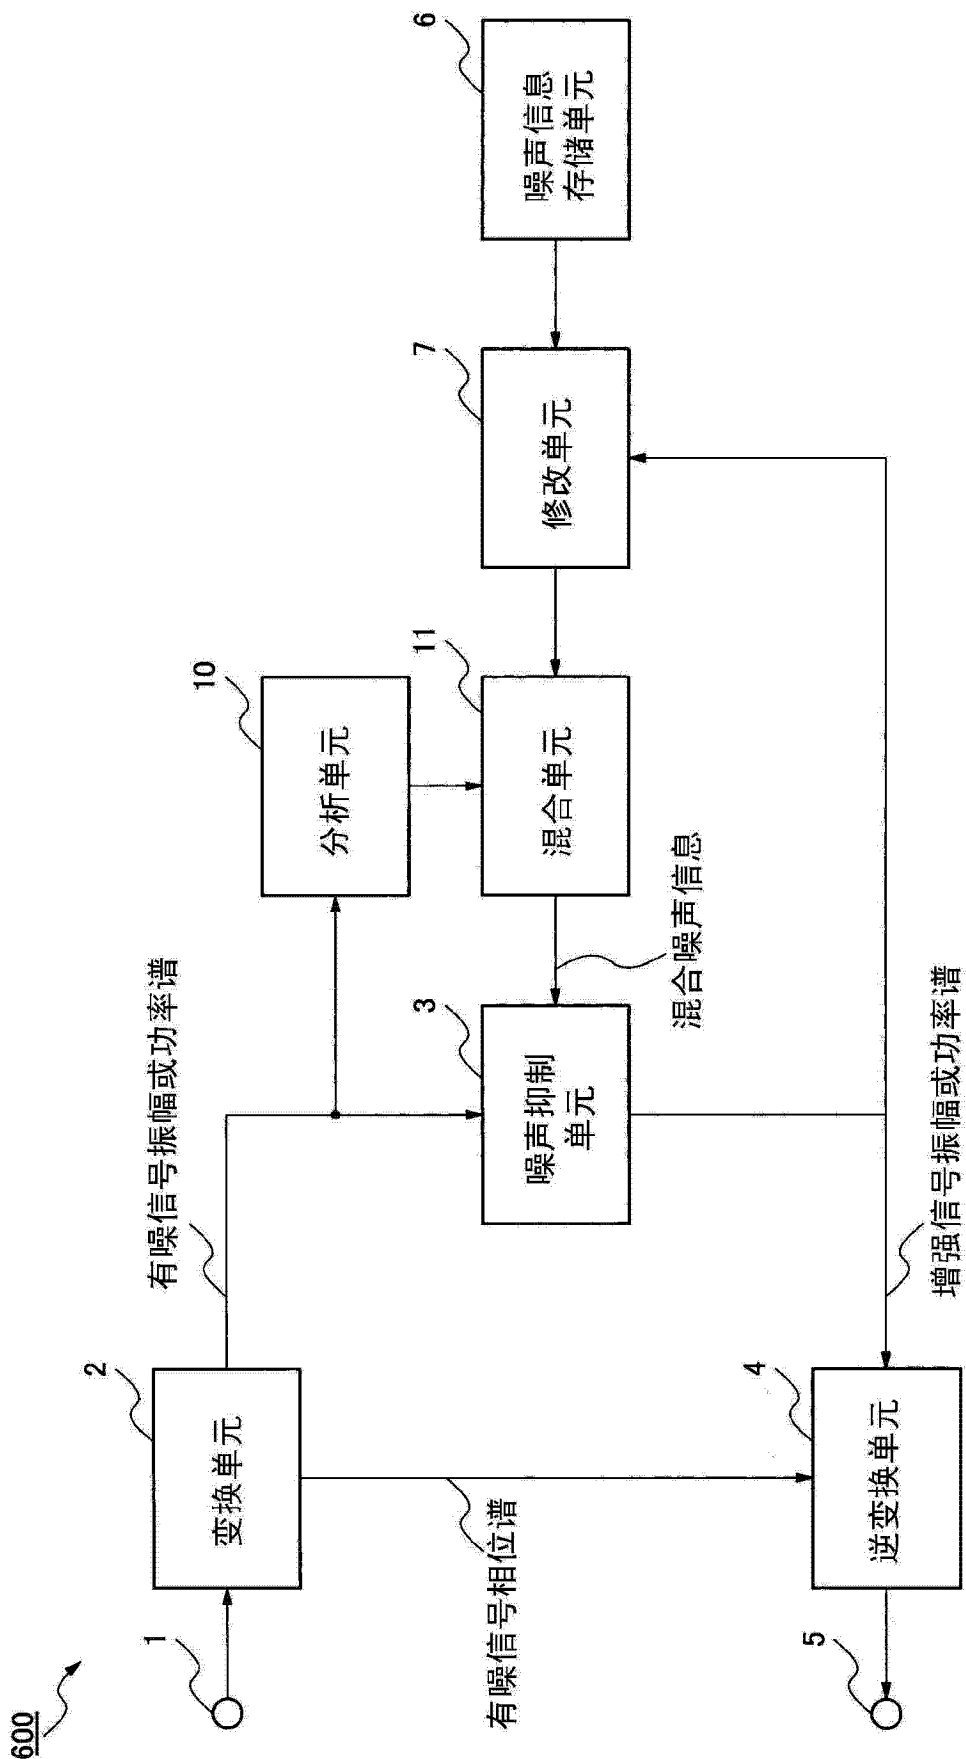 600
1
变换单元
2
有噪信号振幅或功率谱
有噪信号相位谱
分析单元
10
噪声抑制
单元
3
混合噪声信息
混合单元
11
修改单元
7
噪声信息
存储单元
6
逆变换单元
4
增强信号振幅或功率谱
5